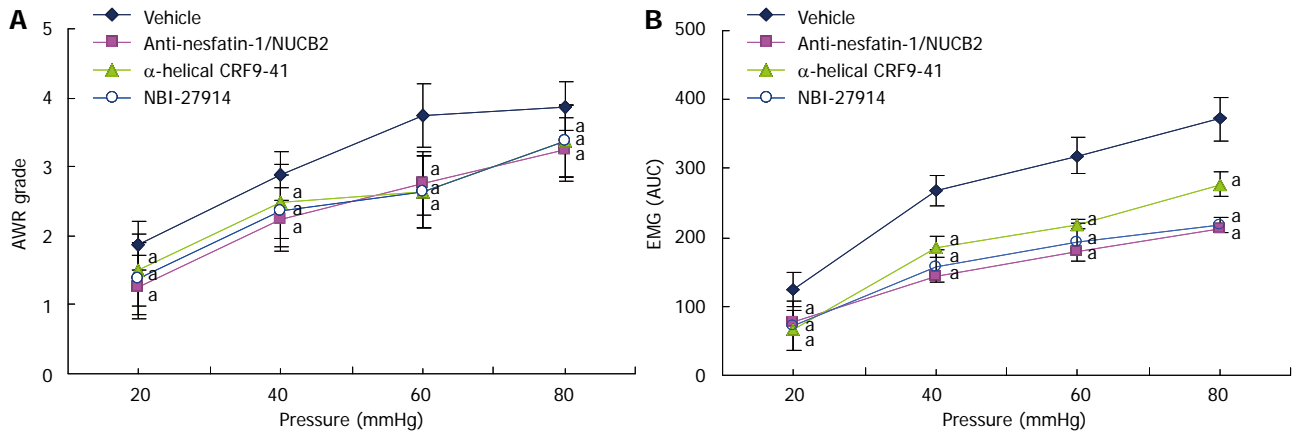 A
Vehicle
Anti-nesfatin-1/NUCB2
α-helical CRF9-41
NBI-27914
AWR grade
5
4
3
2
1
0
a
a
a
a
a
a
a
a
a
a
a
a
20 40 60 80
Pressure (mmHg)
B
Vehicle
Anti-nesfatin-1/NUCB2
α-helical CRF9-41
NBI-27914
EMG (AUC)
500
400
300
200
100
0
a
a
a
a
a
a
a
a
a
a
a
a
20 40 60 80
Pressure (mmHg)